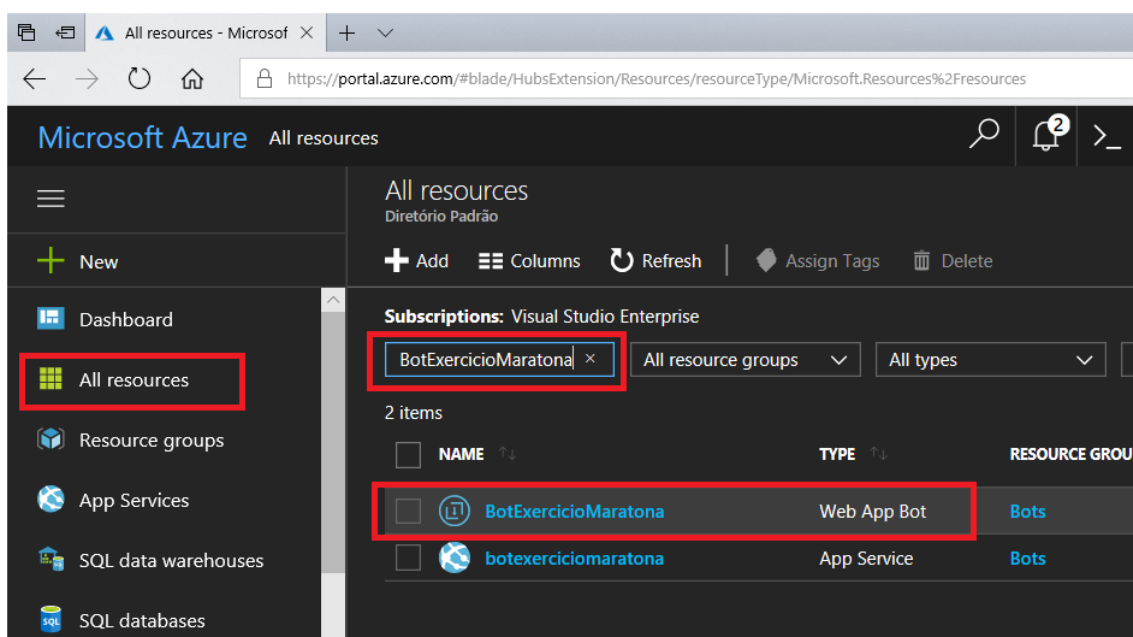 All resources - Microsof
https://portal.azure.com/#blade/HubsExtension/Resources/resourceType/Microsoft.Resources%2Fresources
Microsoft Azure All resources
2
New
Dashboard
All resources
Resource groups
App Services
SQL data warehouses
SQL databases
SQL
All resources
Diretório Padrão
Add Columns Refresh Assign Tags Delete
Subscriptions: Visual Studio Enterprise
BotExercicioMaratona All resource groups All types
2 items
NAME TYPE RESOURCE GROU
BotExercicioMaratona Web App Bot Bots
botexerciciomaratona App Service Bots